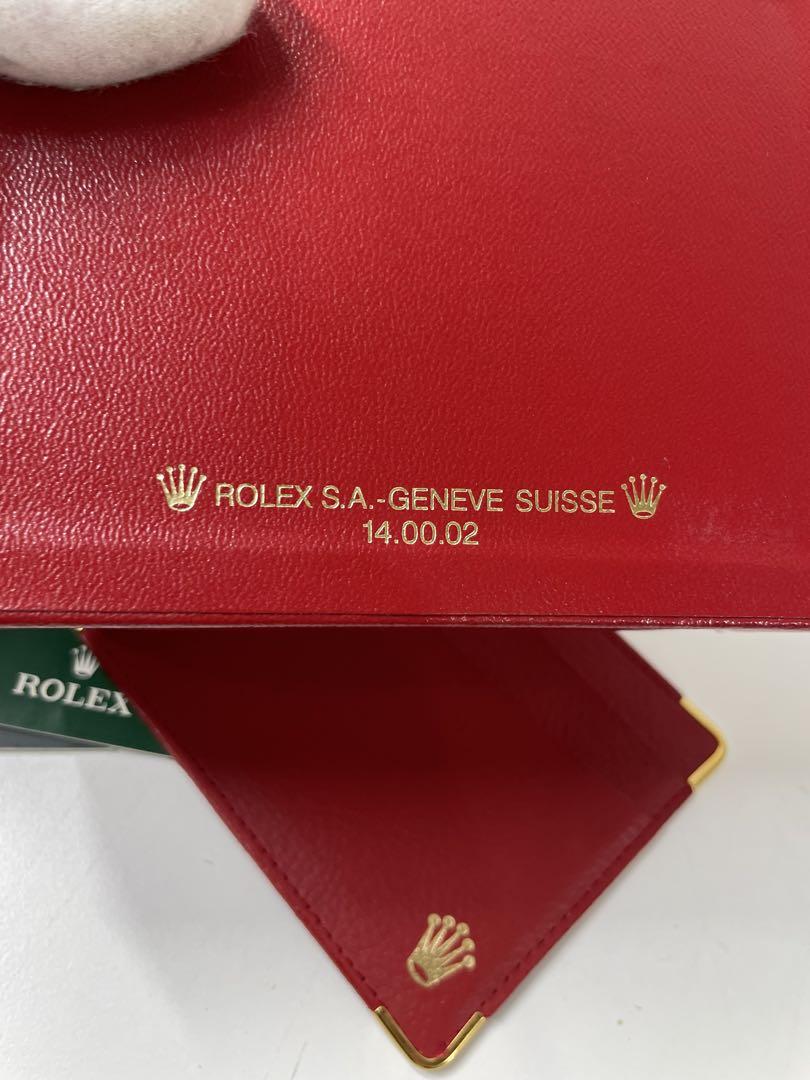 ROLEX S.A.-GENEVE SUISSE
14.00.02
ROLEX